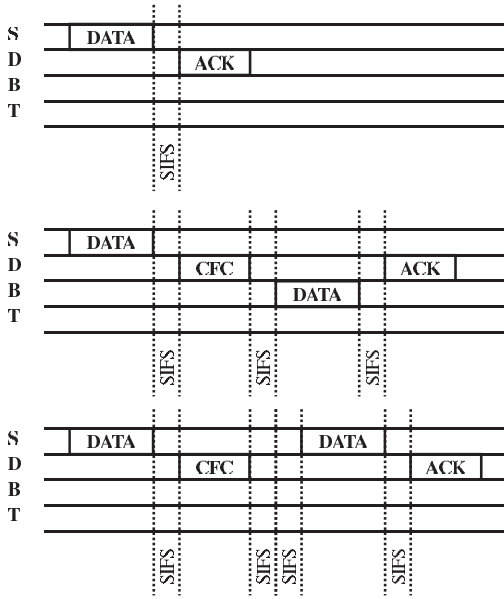 S DATA
D ACK
B
T
SIFS
S DATA
D CFC ACK
B DATA
T
SIFS SIFS SIFS
S DATA DATA
D CFC ACK
B
T
SIFS SIFS SIFS SIFS